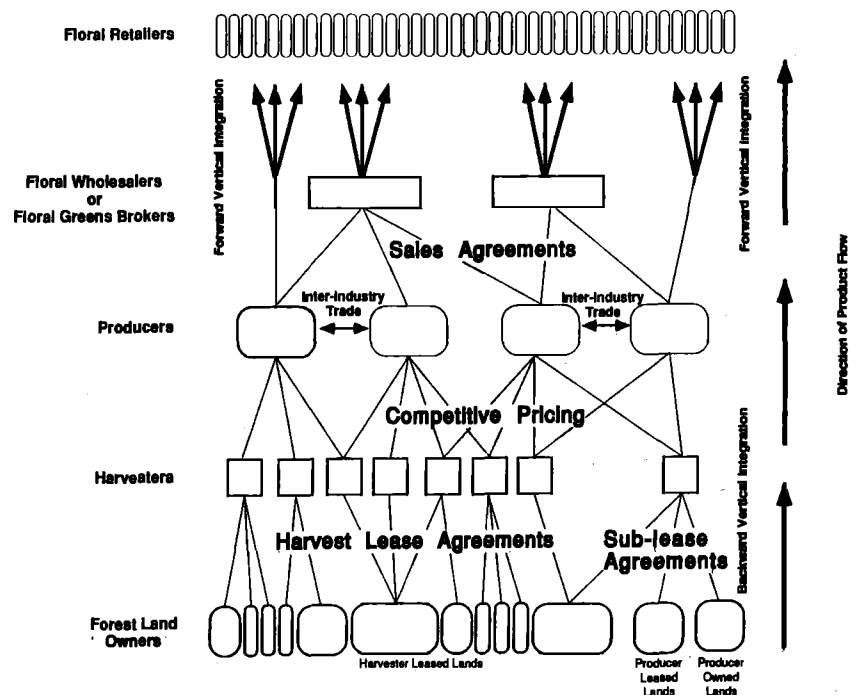 Floral Retailers
Forward Vertical Integration
Forward Vertical Integration
Floral Wholesalers
or
Floral Greens Brokers
Sales Agreements
Direction of Product Flow
Inter-Industry
Trade
Inter-Industry
Trade
Producers
Competitive Pricing
Harveaters
Backward Vertical Integration
Harvest Lease Agreements
Sub-lease
Agreements
Forest Land
Owners
Harvester Leased Lands
Producer
Leased
Lands
Producer
Owned
Lands